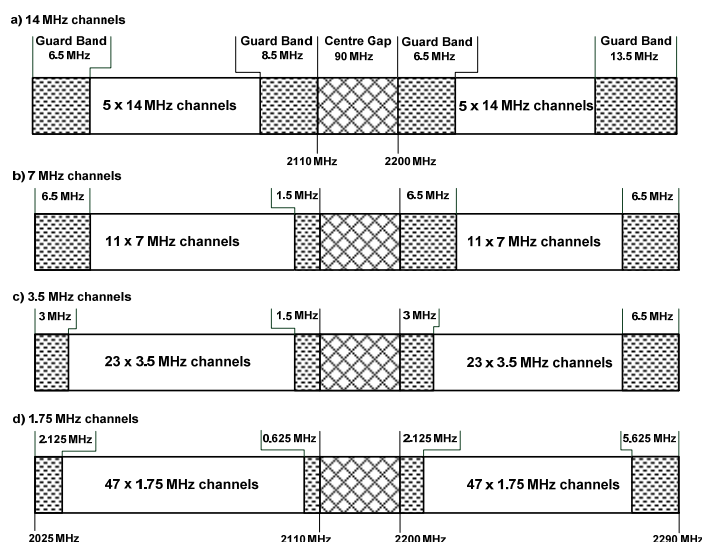 a) 14 MHz channels
Guard Band Guard Band Centre Gap Guard Band Guard Band
6.5 MHz 8.5 MHz 90 MHz 6.5 MHz 13.5 MHz
5 x 14 MHz channels 5 x 14 MHz channels
2110 MHz 2200 MHz
b) 7 MHz channels
6.5 MHz 1.5 MHz 6.5 MHz 6.5 MHz
11 x 7 MHz channels 11 x 7 MHz channels
c) 3.5 MHz channels
3 MHz 1.5 MHz 3 MHz 6.5 MHz
23 x 3.5 MHz channels 23 x 3.5 MHz channels
d) 1.75 MHz channels
2.125 MHz 0.625 MHz 2.125 MHz 5.625 MHz
47 x 1.75 MHz channels 47 x 1.75 MHz channels
2025 MHz 2110 MHz 2200 MHz 2290 MHz